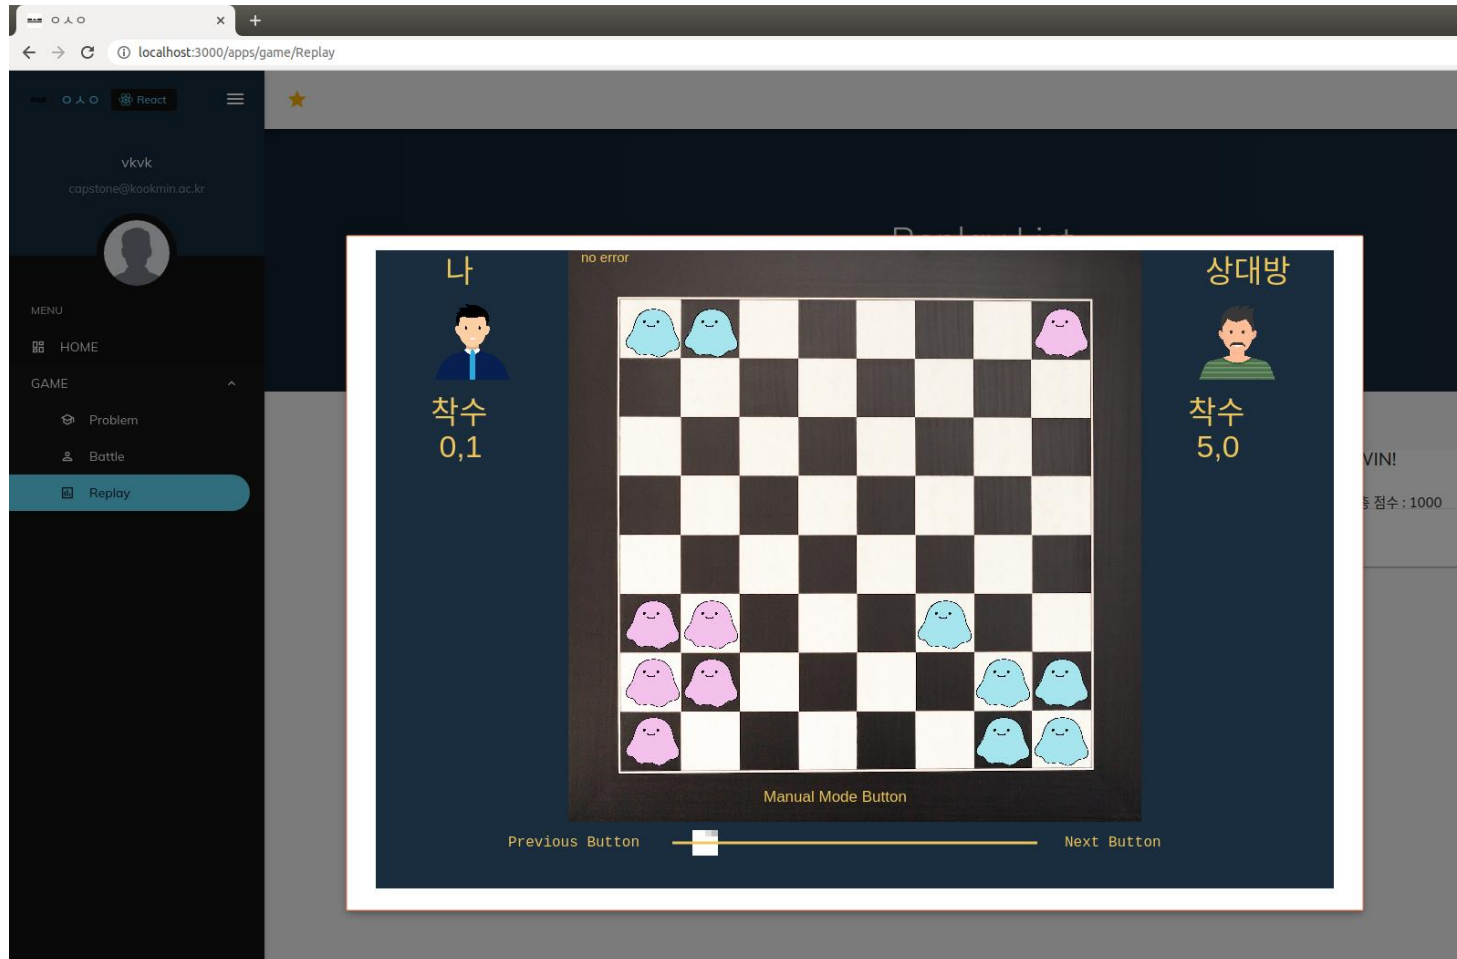 ㅇㅅㅇ
localhost:3000/apps/game/Replay
ㅇㅅㅇ React
vkvk
capstone@kookmin.ac.kr
MENU
HOME
GAME
Problem
Battle
Replay
Replay List
나
no error
상대방
착수
0,1
착수
5,0
Manual Mode Button
Previous Button
Next Button
VIN!
점수 : 1000